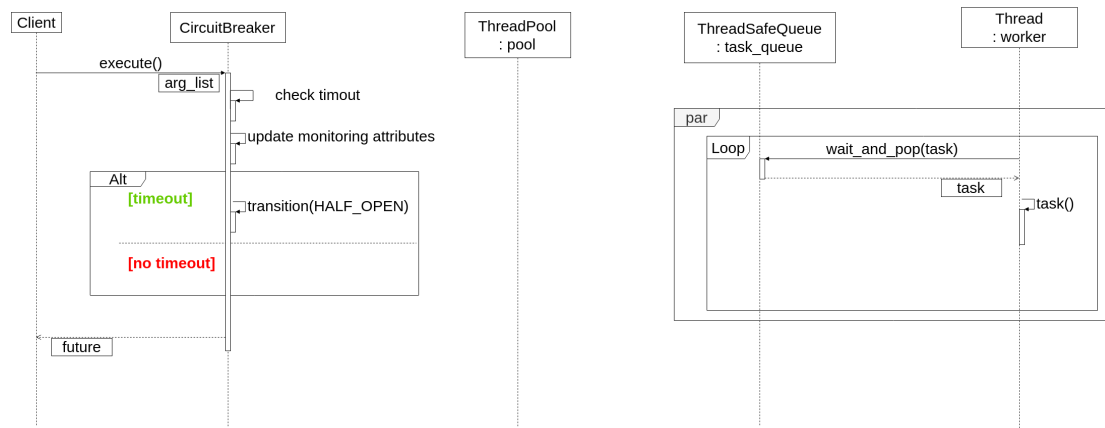 Client
CircuitBreaker
ThreadPool
: pool
ThreadSafeQueue
: task_queue
Thread
: worker
execute()
arg_list
check timout
update monitoring attributes
Alt
[timeout]
transition(HALF_OPEN)
[no timeout]
future
par
Loop
wait_and_pop(task)
task
task()